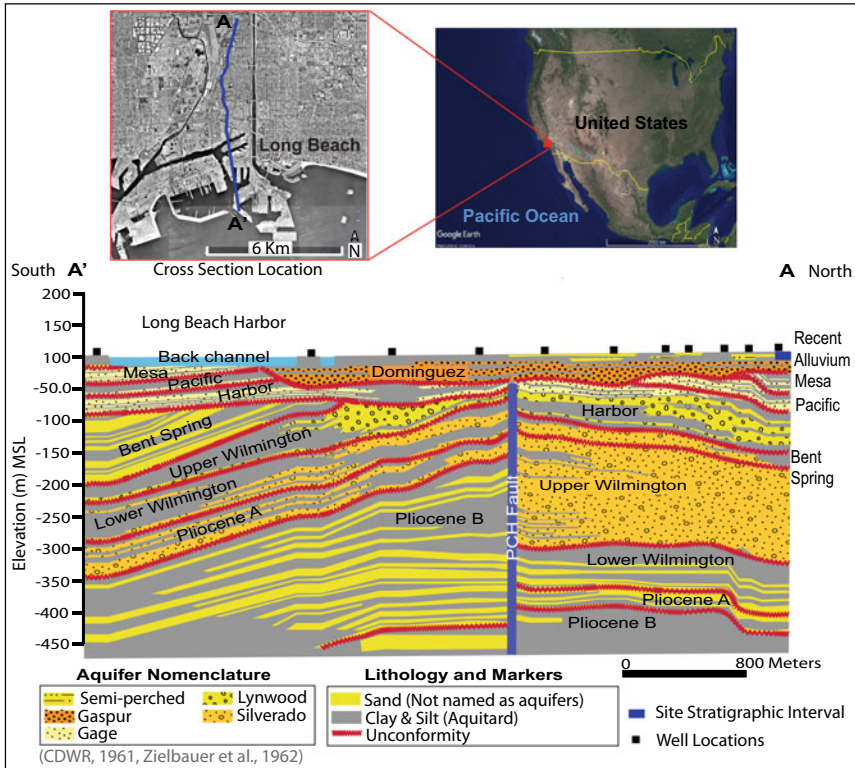 A
Long Beach
A'
6 Km
N
United States
Pacific Ocean
Google Earth
N
South A' Cross Section Location A North
200
150
100
50
-50.0
-100
-150
-200
-250
-300
-350
-400
-450
Elevation (m) MSL
Long Beach Harbor
Back channel
Mesa
Pacific
Harbor
Bent Spring
Upper Wilmington
Lower Wilmington
Pliocene A
Dominguez
Pliocene B
PCH Fault
Harbor
Upper Wilmington
Lower Wilmington
Pliocene A
Pliocene B
Recent
Alluvium
Mesa
Pacific
Bent
Spring
0 800 Meters
Aquifer Nomenclature
Semi-perched
Gaspur
Gage
Lynwood
Silverado
(CDWR, 1961, Zielbauer et al., 1962)
Lithology and Markers
Sand (Not named as aquifers)
Clay & Silt (Aquitard)
Unconformity
Site Stratigraphic Interval
Well Locations